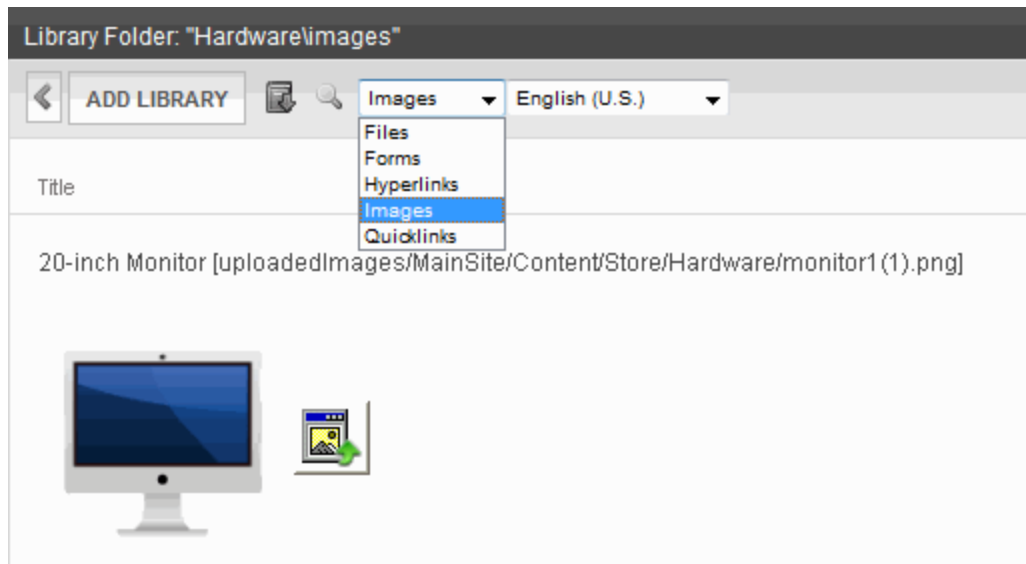 Library Folder: "Hardware\images"
ADD LIBRARY Images English (U.S.)
Files
Forms
Hyperlinks
Images
Quicklinks
Title
20-inch Monitor [uploadedImages/MainSite/Content/Store/Hardware/monitor1(1).png]